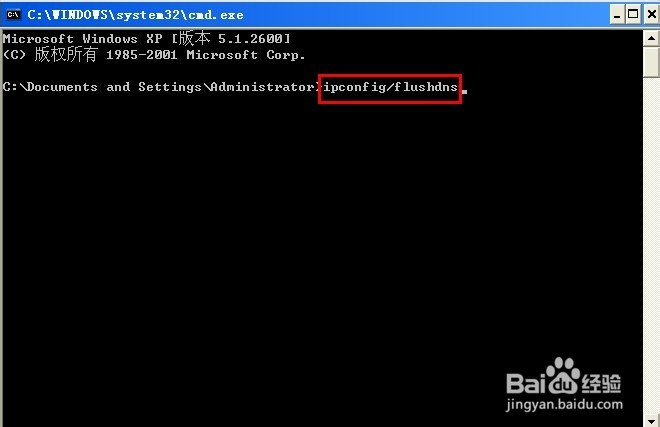 C:\WINDOWS\system32\cmd.exe
Microsoft Windows XP [版本 5.1.2600]
(C) 版权所有 1985-2001 Microsoft Corp.
C:\Documents and Settings\Administrator>ipconfig/flushdns
Baidu经验
jingyan.baidu.com